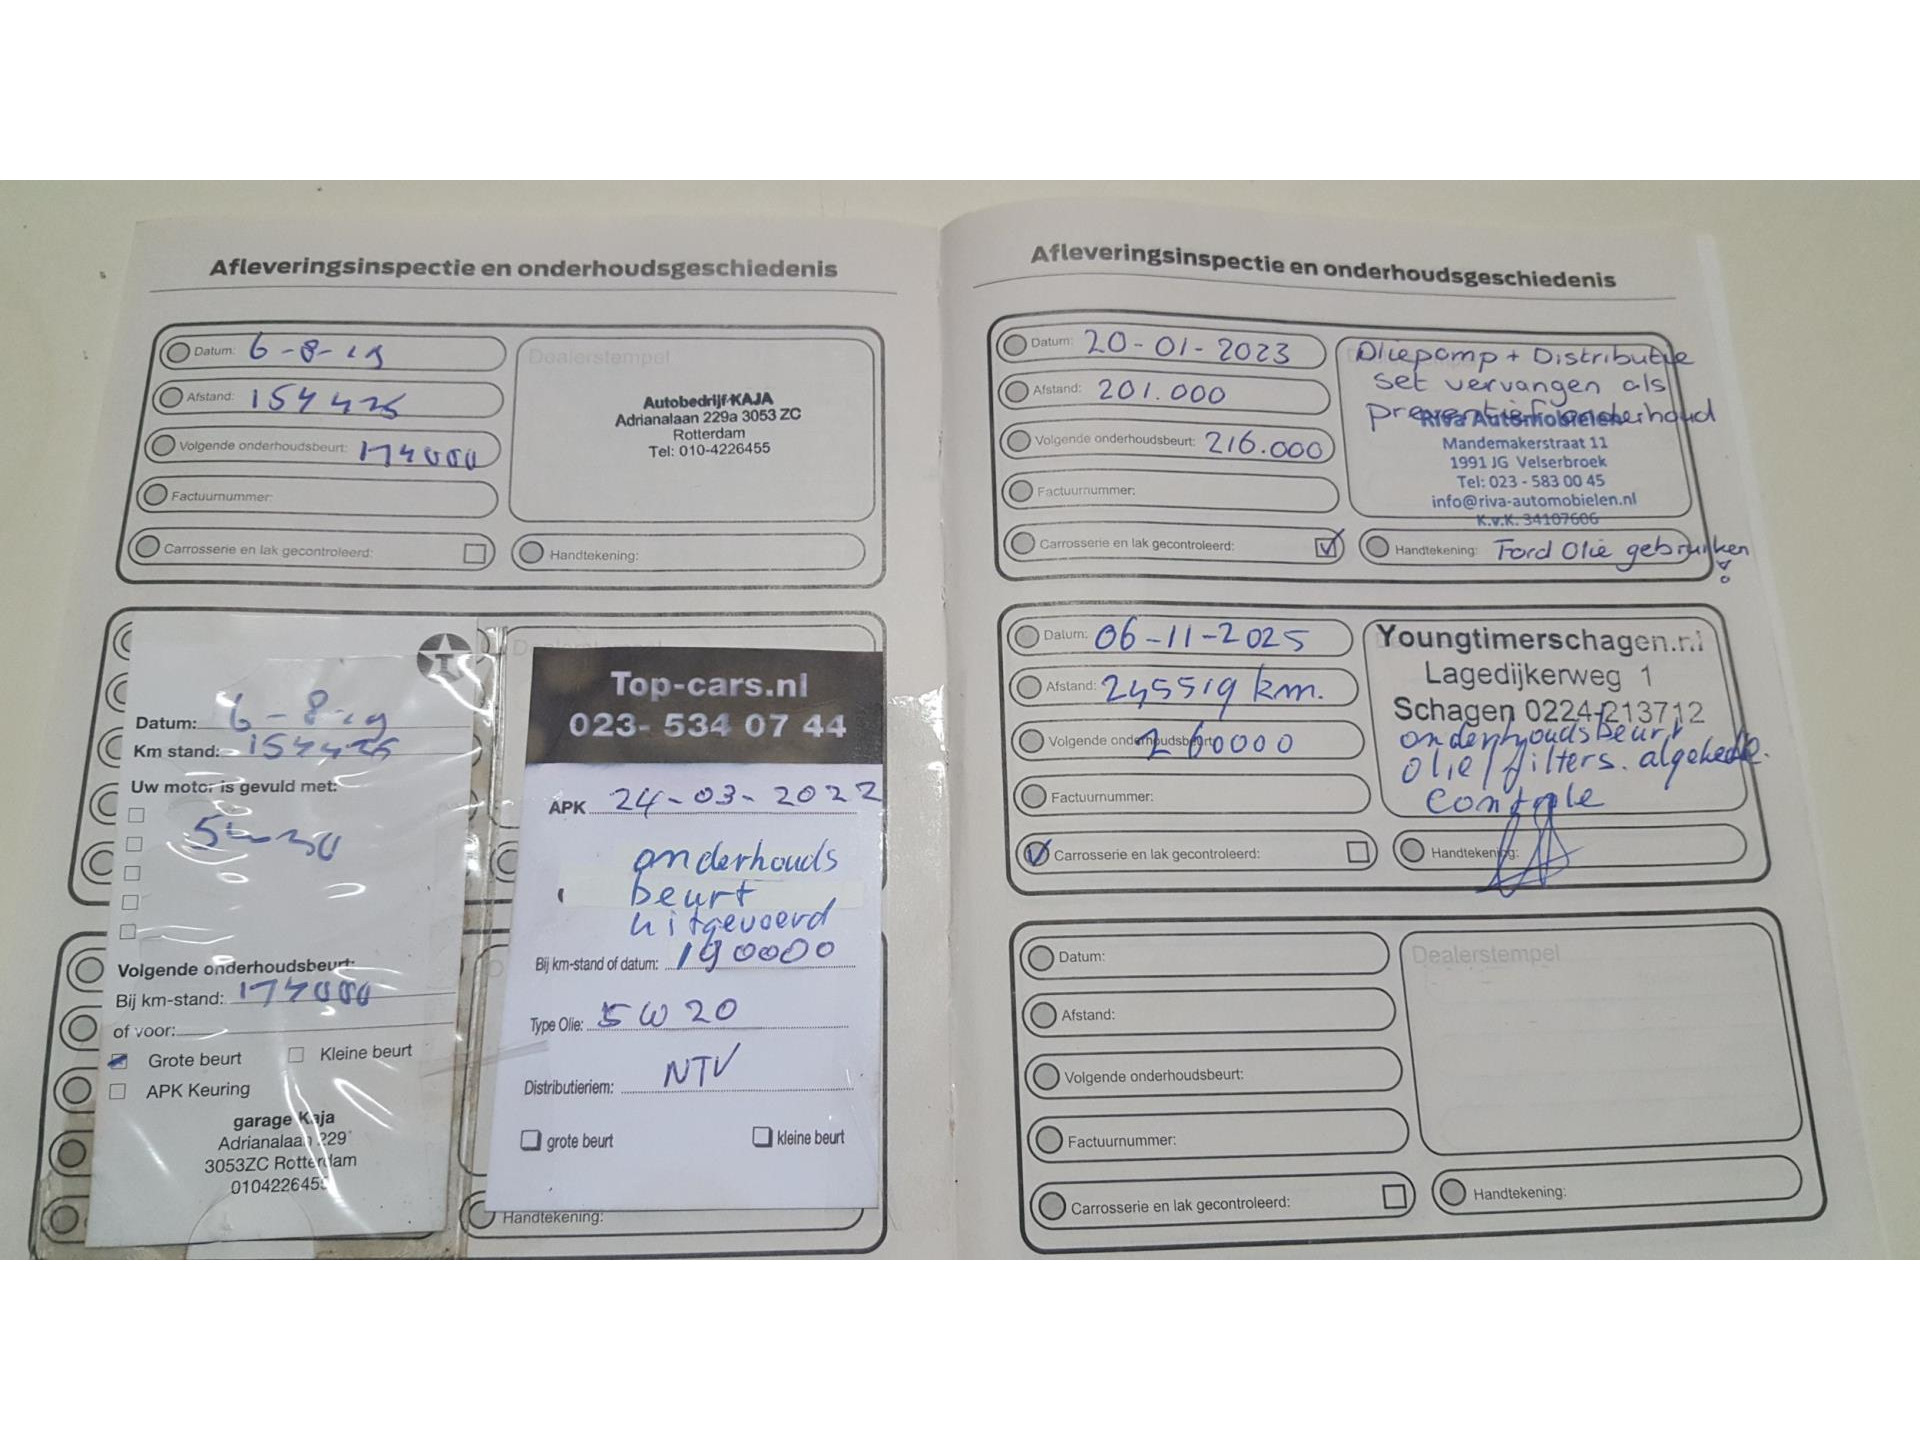 Afleveringsinspectie en onderhoudsgeschiedenis
Datum: 6-8-19
Afstand: 154426
Volgende onderhoudsbeurt: 174000
Factuurnummer:
Carrosserie en lak gecontroleerd:
Dealerstempel
Autobedrijf KAJA
Adrianalaan 229a 3053 ZC
Rotterdam
Tel: 010-4226455
Handtekening:
Datum: 6-8-19
Km stand: 154426
Uw motor is gevuld met:
5w30
Volgende onderhoudsbeurt:
Bij km-stand: 174000
of voor:
Grote beurt
Kleine beurt
APK Keuring
garage Kaja
Adrianalaan 229
3053ZC Rotterdam
0104226455
Top-cars.nl
023- 534 07 44
APK 24-03-2022
onderhouds
beurt
uitgevoerd
Bij km-stand of datum: 190000
Type Olie: 5W20
Distributieriem: NTV
grote beurt
kleine beurt
Handtekening:
Afleveringsinspectie en onderhoudsgeschiedenis
Datum: 20-01-2023
Afstand: 201.000
Volgende onderhoudsbeurt: 216.000
Factuurnummer:
Carrosserie en lak gecontroleerd:
Oliepomp + Distributie
set vervangen als
preventief onderhoud
Riva Automobielen
Mandemakerstraat 11
1991 JG Velserbroek
Tel: 023 - 583 00 45
info@riva-automobielen.nl
K.v.K. 34107606
Handtekening: Ford Olie gebruiken !
Datum: 06-11-2025
Afstand: 245519 km.
Volgende onderhoudsbeurt: 260000
Factuurnummer:
Carrosserie en lak gecontroleerd:
Youngtimerschagen.nl
Lagedijkerweg 1
Schagen 0224-213712
onderhoudsbeurt
olie/filters. algehele.
controle
Handtekening:
Datum:
Afstand:
Volgende onderhoudsbeurt:
Factuurnummer:
Carrosserie en lak gecontroleerd:
Dealerstempel
Handtekening: